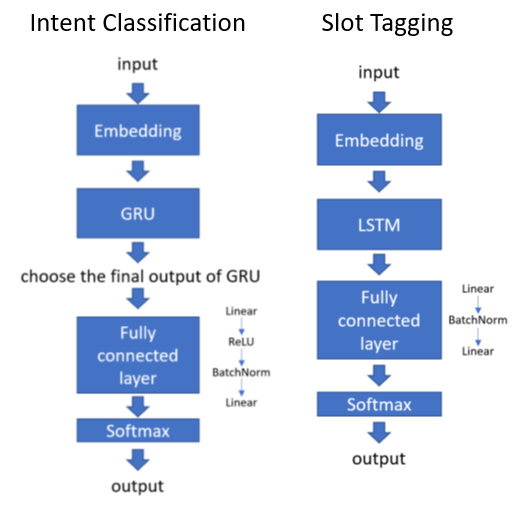 Intent Classification
input
Embedding
GRU
choose the final output of GRU
Fully
connected
layer
Linear
ReLU
BatchNorm
Linear
Softmax
output
Slot Tagging
input
Embedding
LSTM
Fully
connected
layer
Linear
BatchNorm
Linear
Softmax
output